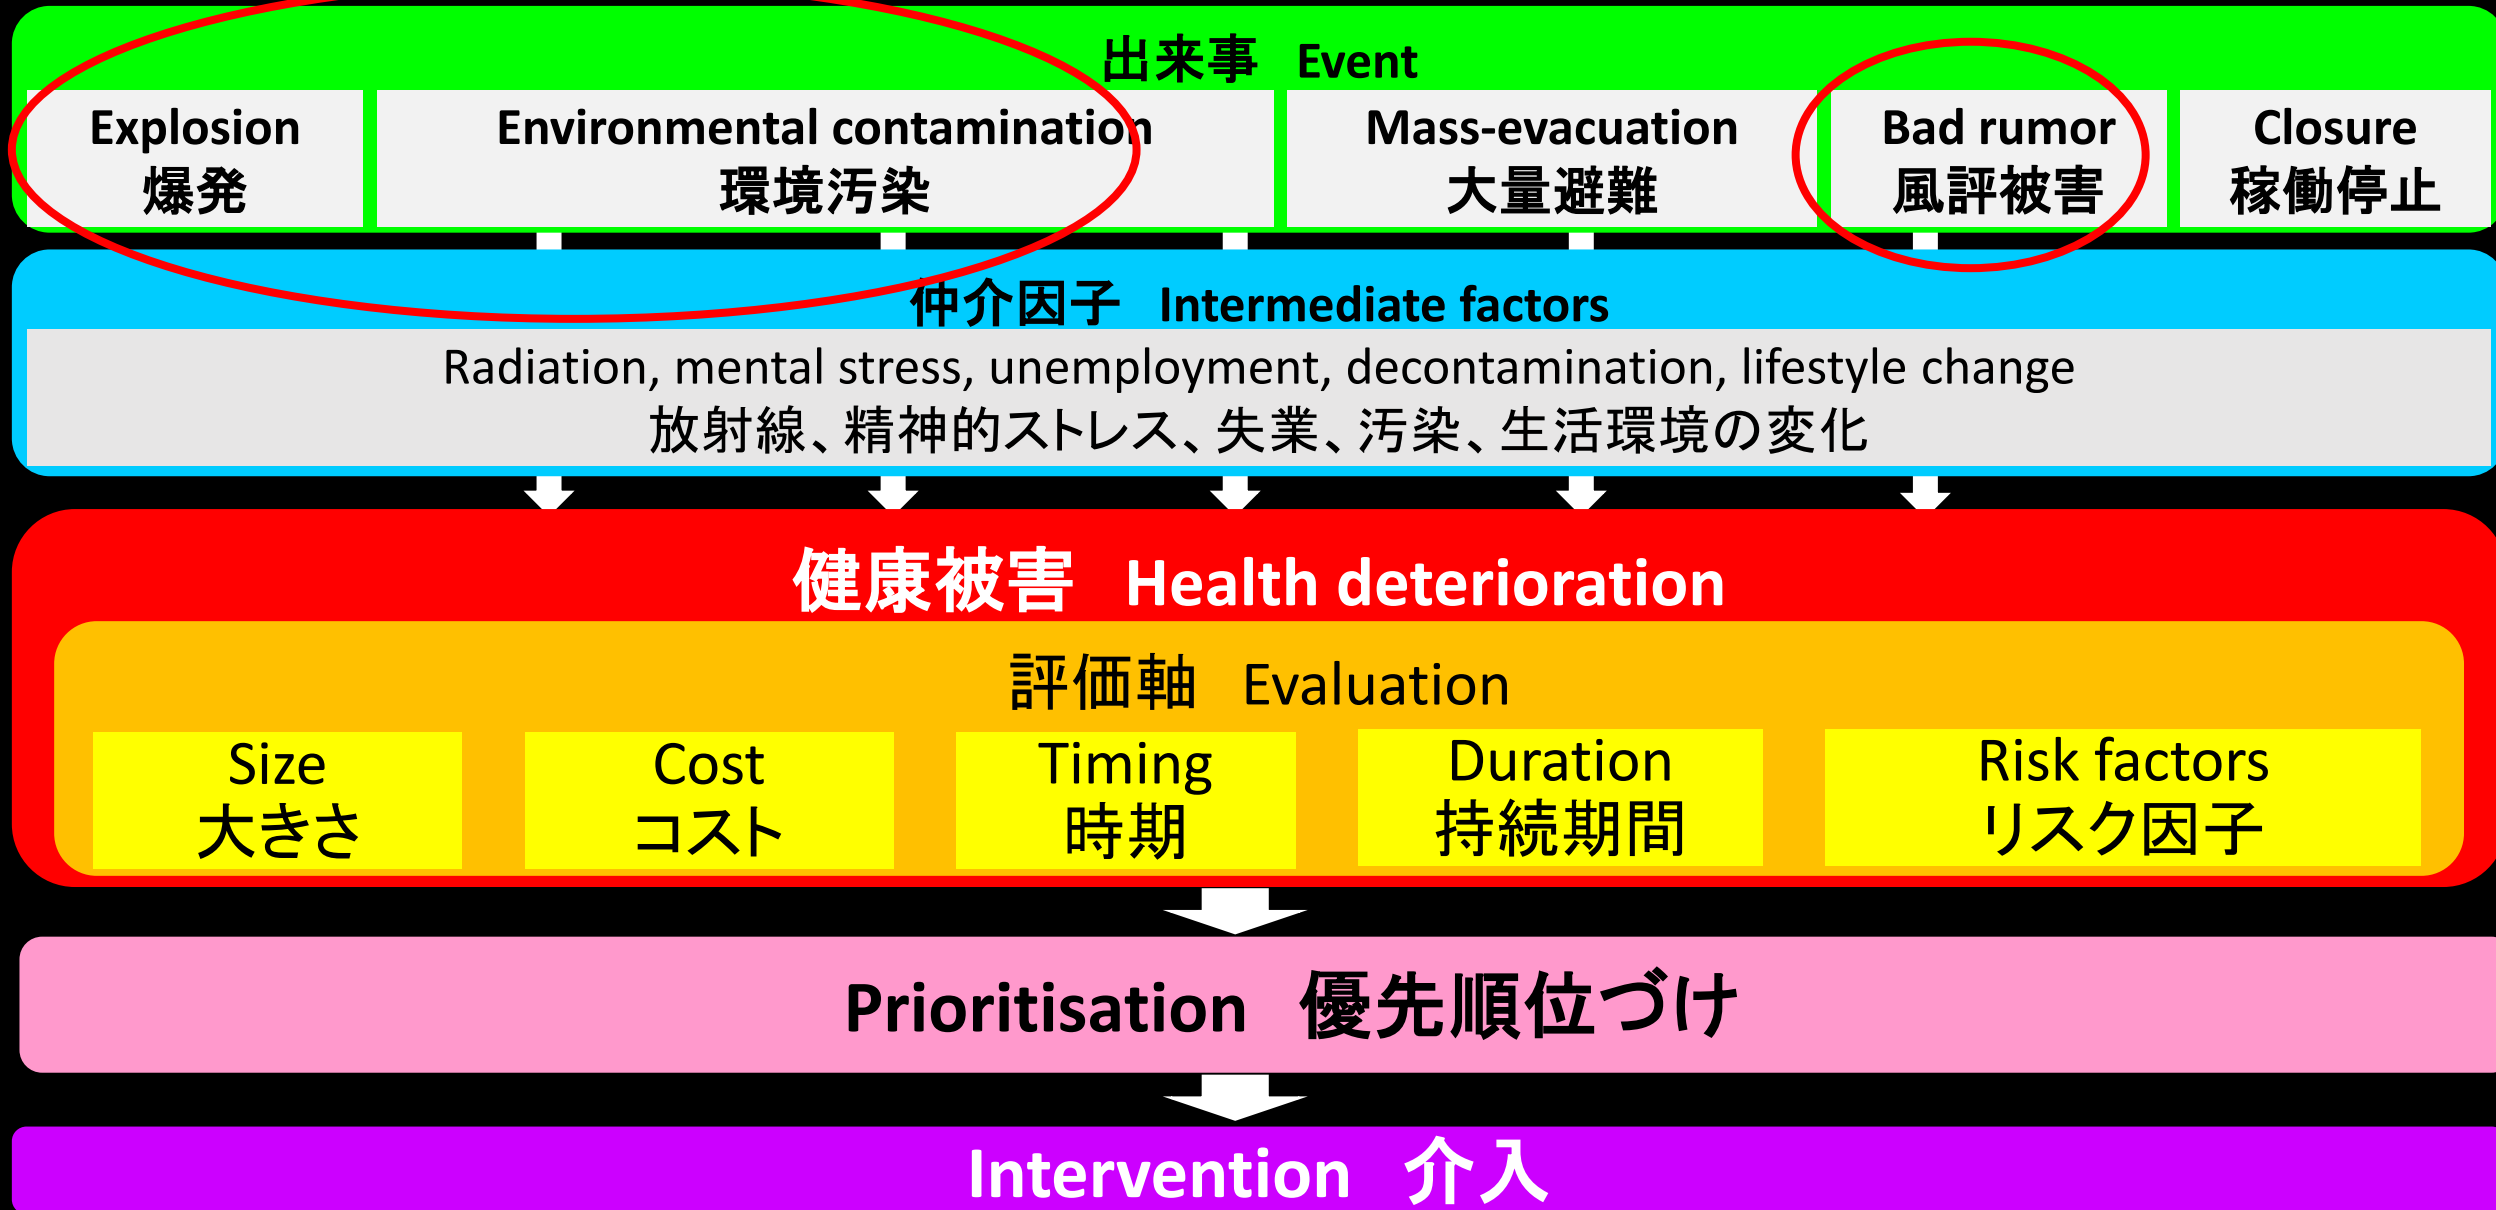 出来事 Event
Explosion
爆発
Environmental contamination
環境汚染
Mass-evacuation
大量避難
Bad rumor
風評被害
Closure
稼働停止
仲介因子 Intermediate factors
Radiation, mental stress, unemployment, decontamination, lifestyle change
放射線、精神的ストレス、失業、汚染、生活環境の変化
健康被害 Health deterioration
評価軸 Evaluation
Size
大きさ
Cost
コスト
Timing
時期
Duration
持続期間
Risk factors
リスク因子
Prioritisation 優先順位づけ
Intervention 介入